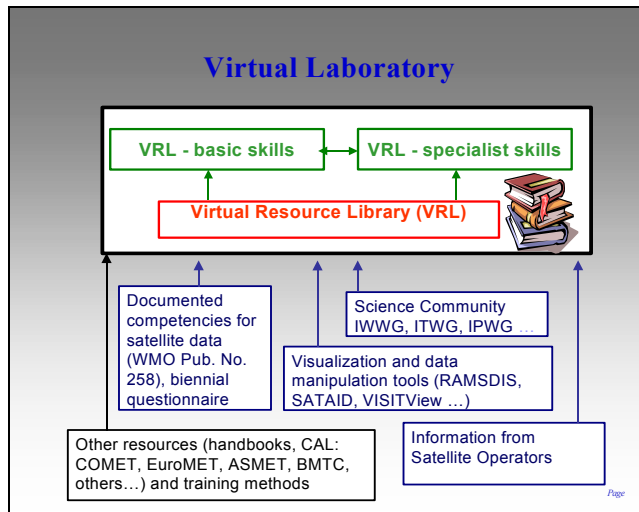 Virtual Laboratory
VRL - basic skills
VRL - specialist skills
Virtual Resource Library (VRL)
Documented
competencies for
satellite data
(WMO Pub. No.
258), biennial
questionnaire
Science Community
IWWG, ITWG, IPWG …
Visualization and data
manipulation tools (RAMSDIS,
SATAID, VISITView …)
Other resources (handbooks, CAL:
COMET, EuroMET, ASMET, BMTC,
others…) and training methods
Information from
Satellite Operators
Page